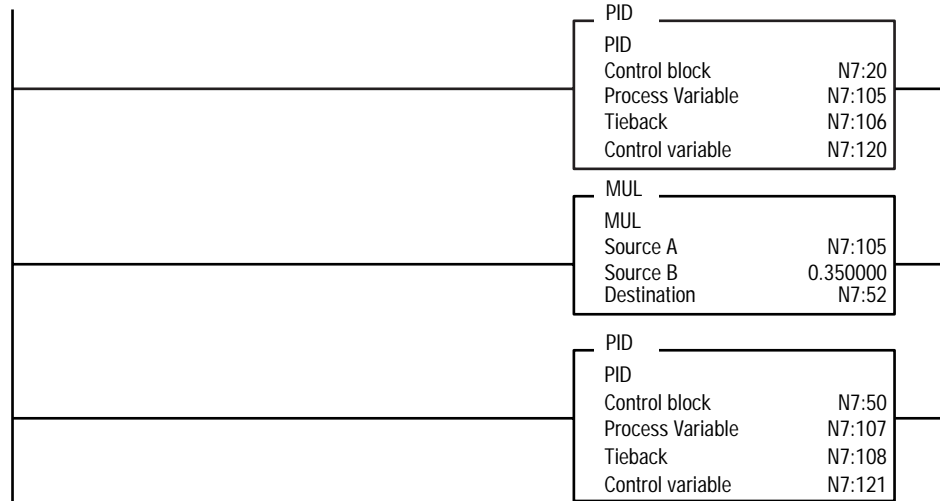 PID
PID
Control block N7:20
Process Variable N7:105
Tieback N7:106
Control variable N7:120
MUL
MUL
Source A N7:105
Source B 0.350000
Destination N7:52
PID
PID
Control block N7:50
Process Variable N7:107
Tieback N7:108
Control variable N7:121